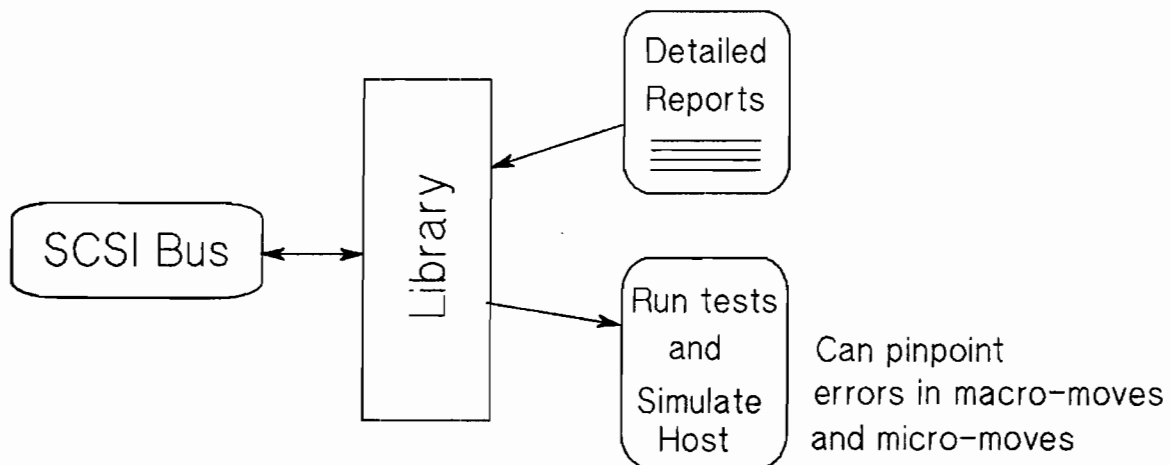 Detailed
Reports
SCSI Bus
Library
Run tests
and
Simulate
Host
Can pinpoint
errors in macro-moves
and micro-moves